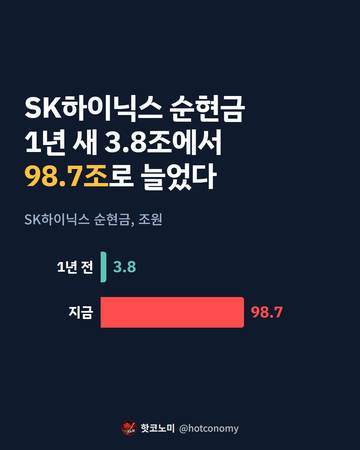 SK하이닉스 순현금
1년 새 3.8조에서
98.7조로 늘었다
SK하이닉스 순현금, 조원
1년 전 3.8
지금 98.7
핫코노미 @hotconomy